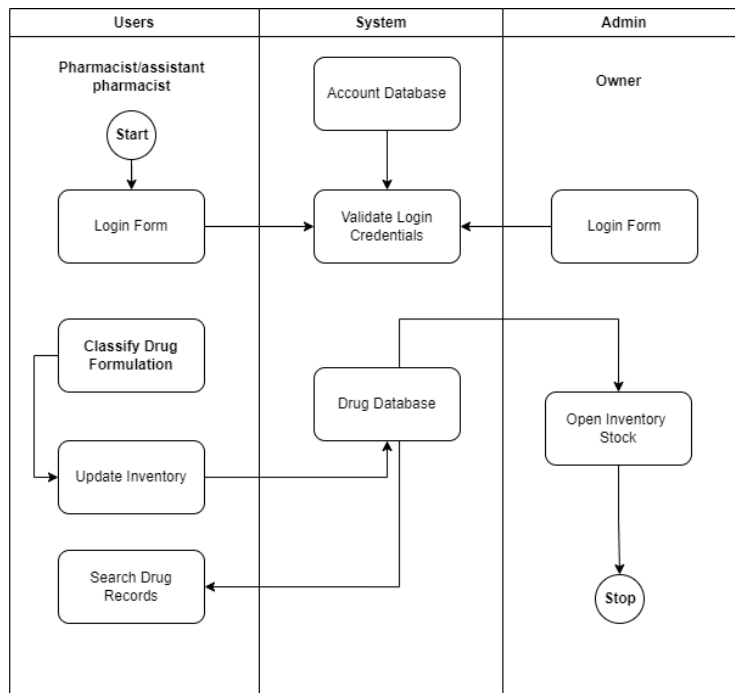 Users
System
Admin
Pharmacist/assistant
pharmacist
Account Database
Owner
Start
Login Form
Validate Login
Credentials
Login Form
Classify Drug
Formulation
Drug Database
Open Inventory
Stock
Update Inventory
Search Drug
Records
Stop